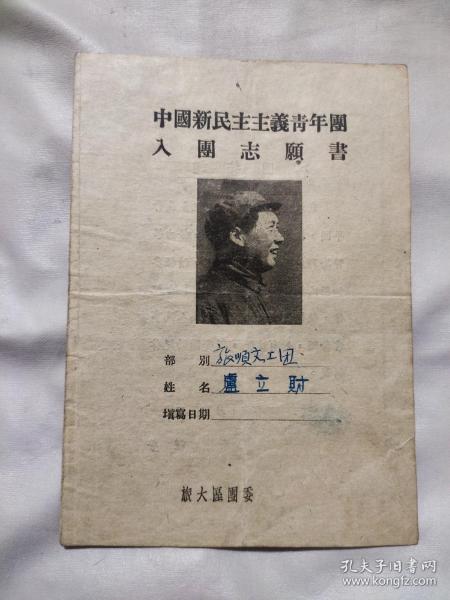 中國新民主主義青年團
入團志願書
部別 旅順文工团
姓名 盧立財
填寫日期
旅大區團委
孔夫子旧书网
www.kongfz.com